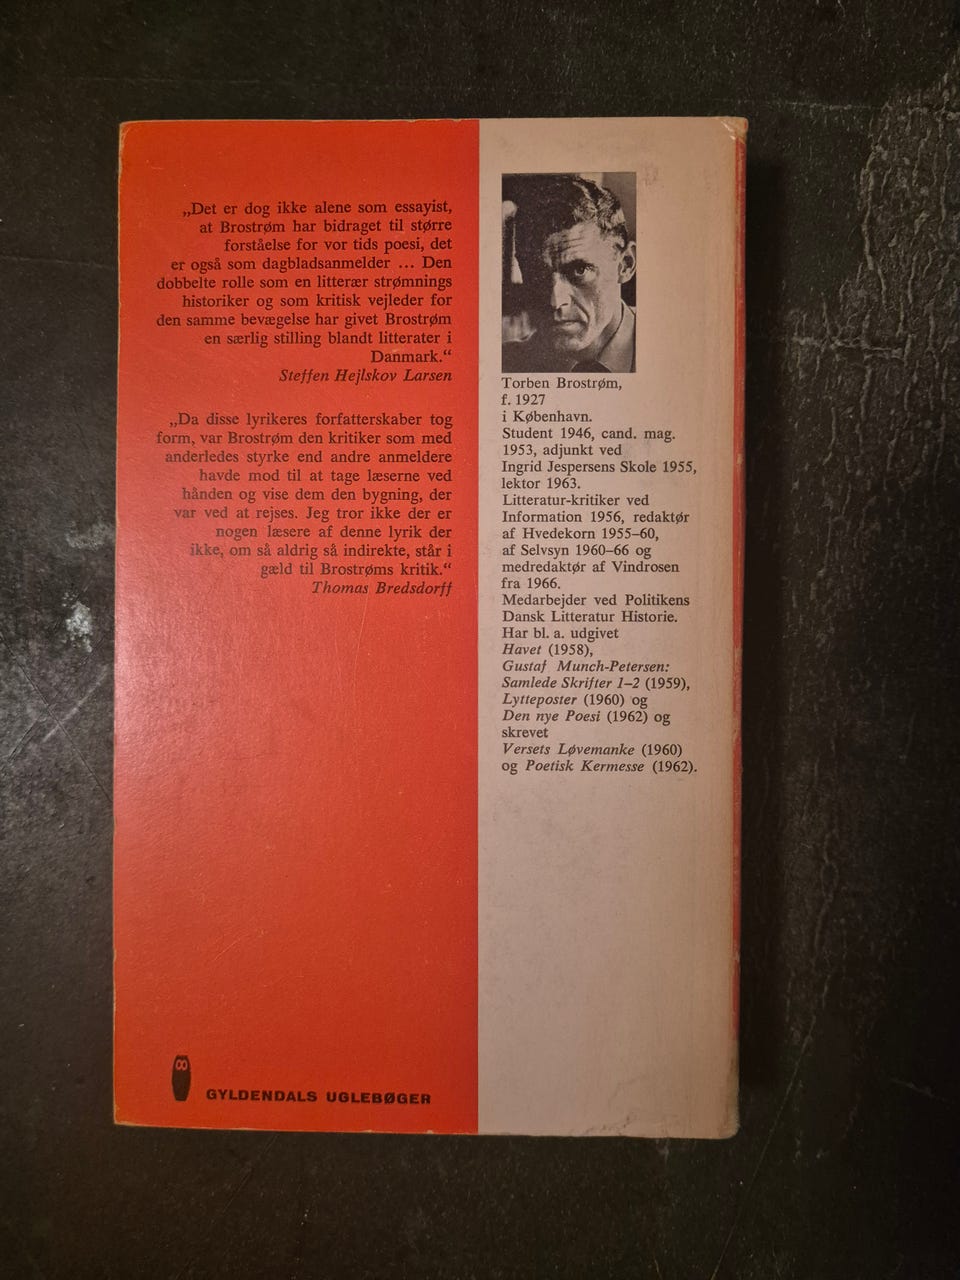 „Det er dog ikke alene som essayist,
at Brostrøm har bidraget til større
forståelse for vor tids poesi, det
er også som dagbladsanmelder ... Den
dobbelte rolle som en litterær strømnings
historiker og som kritisk vejleder for
den samme bevægelse har givet Brostrøm
en særlig stilling blandt litterater i
Danmark.“
Steffen Hejlskov Larsen
„Da disse lyrikeres forfatterskaber tog
form, var Brostrøm den kritiker som med
anderledes styrke end andre anmeldere
havde mod til at tage læserne ved
hånden og vise dem den bygning, der
var ved at rejses. Jeg tror ikke der er
nogen læsere af denne lyrik der
ikke, om så aldrig så indirekte, står i
gæld til Brostrøms kritik.“
Thomas Bredsdorff
GYLDENDALS UGLEBØGER
Torben Brostrøm,
f. 1927
i København.
Student 1946, cand. mag.
1953, adjunkt ved
Ingrid Jespersens Skole 1955,
lektor 1963.
Litteratur-kritiker ved
Information 1956, redaktør
af Hvedekorn 1955–60,
af Selvsyn 1960–66 og
medredaktør af Vindrosen
fra 1966.
Medarbejder ved Politikens
Dansk Litteratur Historie.
Har bl. a. udgivet
Havet (1958),
Gustaf Munch-Petersen:
Samlede Skrifter 1–2 (1959),
Lytteposter (1960) og
Den nye Poesi (1962) og
skrevet
Versets Løvemanke (1960)
og Poetisk Kermesse (1962).